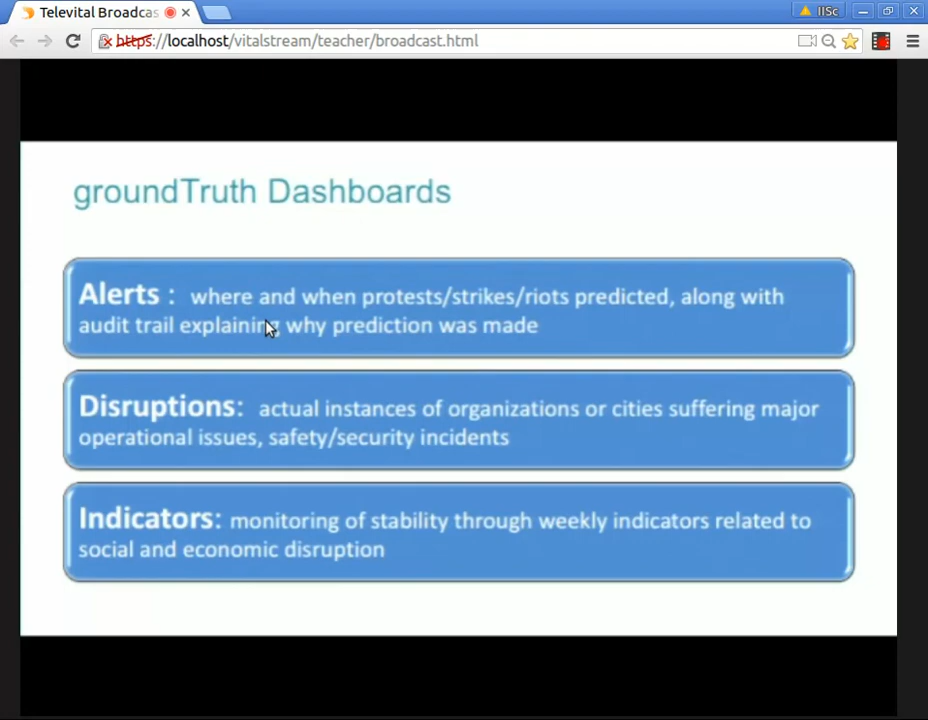 Televital Broadcas
IISc
https://localhost/vitalstream/teacher/broadcast.html
groundTruth Dashboards
Alerts : where and when protests/strikes/riots predicted, along with
audit trail explaining why prediction was made
Disruptions: actual instances of organizations or cities suffering major
operational issues, safety/security incidents
Indicators: monitoring of stability through weekly indicators related to
social and economic disruption